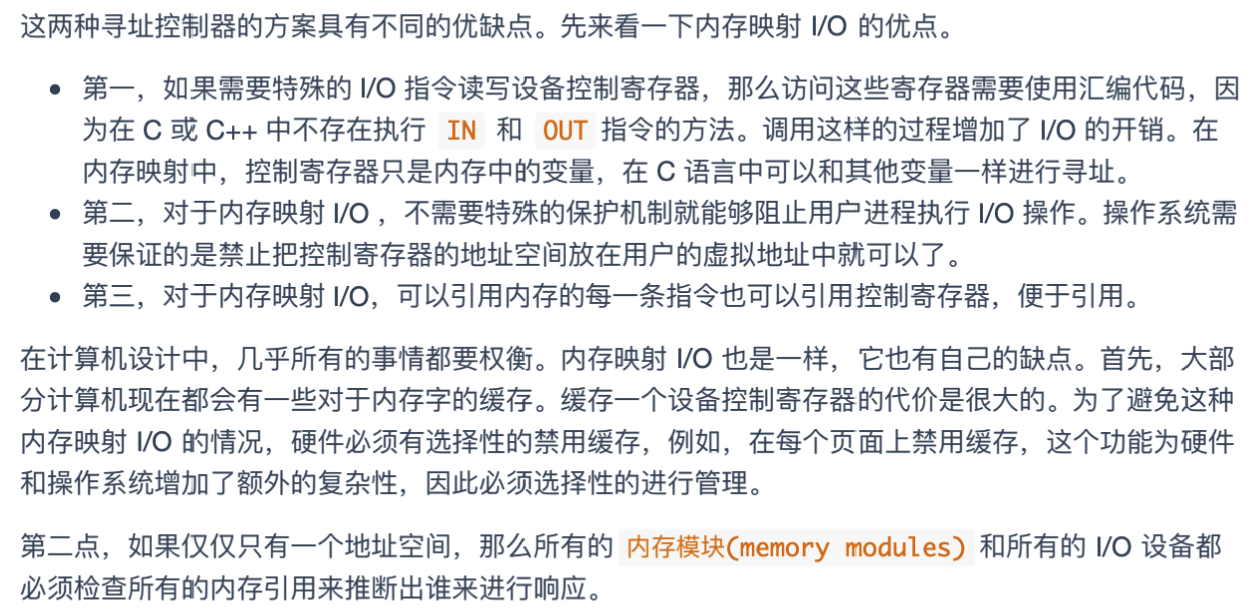 这两种寻址控制器的方案具有不同的优缺点。先来看一下内存映射 I/O 的优点。
• 第一，如果需要特殊的 I/O 指令读写设备控制寄存器，那么访问这些寄存器需要使用汇编代码，因
为在 C 或 C++ 中不存在执行 IN 和 OUT 指令的方法。调用这样的过程增加了 I/O 的开销。在
内存映射中，控制寄存器只是内存中的变量，在 C 语言中可以和其他变量一样进行寻址。
• 第二，对于内存映射 I/O ，不需要特殊的保护机制就能够阻止用户进程执行 I/O 操作。操作系统需
要保证的是禁止把控制寄存器的地址空间放在用户的虚拟地址中就可以了。
• 第三，对于内存映射 I/O，可以引用内存的每一条指令也可以引用控制寄存器，便于引用。
在计算机设计中，几乎所有的事情都要权衡。内存映射 I/O 也是一样，它也有自己的缺点。首先，大部
分计算机现在都会有一些对于内存字的缓存。缓存一个设备控制寄存器的代价是很大的。为了避免这种
内存映射 I/O 的情况，硬件必须有选择性的禁用缓存，例如，在每个页面上禁用缓存，这个功能为硬件
和操作系统增加了额外的复杂性，因此必须选择性的进行管理。
第二点，如果仅仅只有一个地址空间，那么所有的 内存模块(memory modules) 和所有的 I/O 设备都
必须检查所有的内存引用来推断出谁来进行响应。